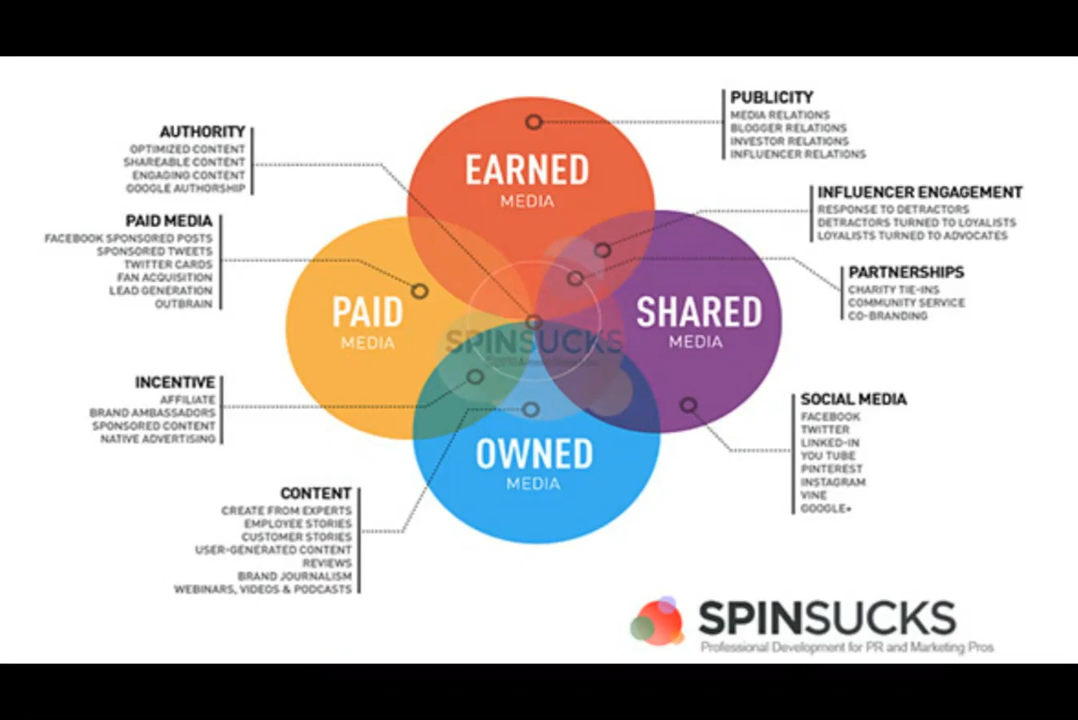 EARNED
MEDIA
PUBLICITY
MEDIA RELATIONS
BLOGGER RELATIONS
INVESTOR RELATIONS
INFLUENCER RELATIONS
AUTHORITY
OPTIMIZED CONTENT
SHAREABLE CONTENT
ENGAGING CONTENT
GOOGLE AUTHORSHIP
INFLUENCER ENGAGEMENT
RESPONSE TO DETRACTORS
DETRACTORS TURNED TO LOYALISTS
LOYALISTS TURNED TO ADVOCATES
PAID MEDIA
FACEBOOK SPONSORED POSTS
SPONSORED TWEETS
TWITTER CARDS
FAN ACQUISITION
LEAD GENERATION
OUTBRAIN
PARTNERSHIPS
CHARITY TIE-INS
COMMUNITY SERVICE
CO-BRANDING
PAID
MEDIA
SHARED
MEDIA
SPINSUCKS
INCENTIVE
AFFILIATE
BRAND AMBASSADORS
SPONSORED CONTENT
NATIVE ADVERTISING
SOCIAL MEDIA
FACEBOOK
TWITTER
LINKED-IN
YOU TUBE
PINTEREST
INSTAGRAM
VINE
GOOGLE+
OWNED
MEDIA
CONTENT
CREATE FROM EXPERTS
EMPLOYEE STORIES
CUSTOMER STORIES
USER-GENERATED CONTENT
REVIEWS
BRAND JOURNALISM
WEBINARS, VIDEOS & PODCASTS
SPINSUCKS
Professional Development for PR and Marketing Pros